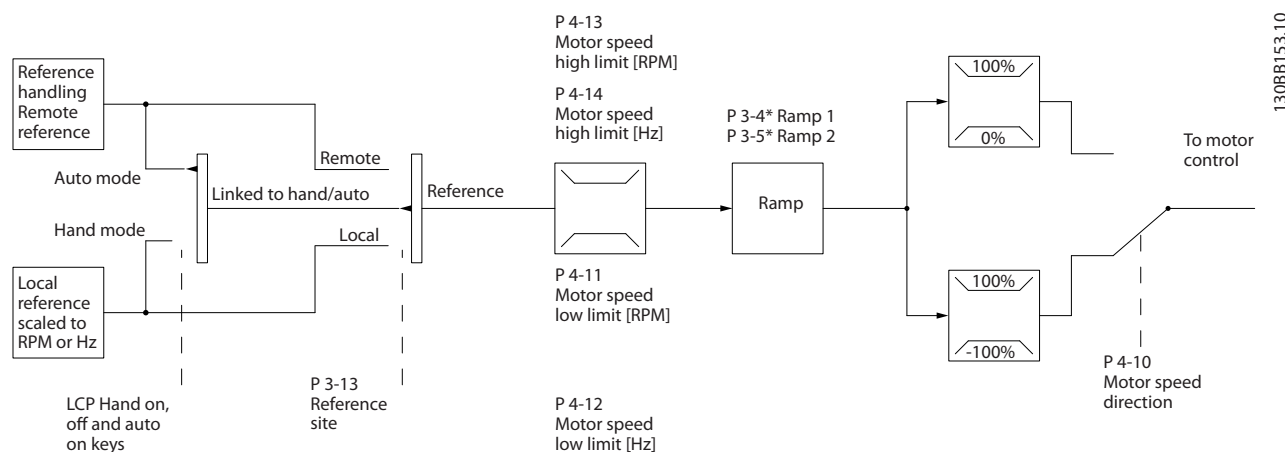 Reference
handling
Remote
reference
Auto mode
Hand mode
Local
reference
scaled to
RPM or Hz
LCP Hand on,
off and auto
on keys
Linked to hand/auto
Remote
Local
P 3-13
Reference
site
Reference
P 4-13
Motor speed
high limit [RPM]
P 4-14
Motor speed
high limit [Hz]
P 4-11
Motor speed
low limit [RPM]
P 4-12
Motor speed
low limit [Hz]
P 3-4* Ramp 1
P 3-5* Ramp 2
Ramp
100%
0%
100%
-100%
To motor
control
P 4-10
Motor speed
direction
130BB153.10